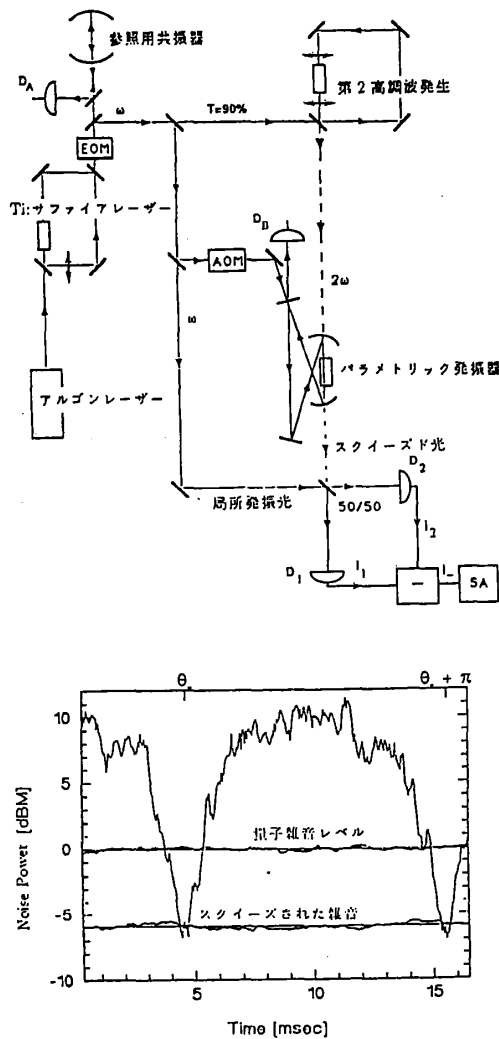 参照用共振器
D_A
ω
T=90%
第2高調波発生
EOM
Ti:サファイアレーザー
D_B
AOM
2ω
ω
パラメトリック発振器
アルゴンレーザー
スクイーズド光
D_2
局所発振光
50/50
I_2
D_1
I_1
−
I_-
SA
θ_。
θ_。+ π
10
5
0
-5
-10
Noise Power [dBM]
量子雑音レベル
スクイーズされた雑音
5
10
15
Time [msec]